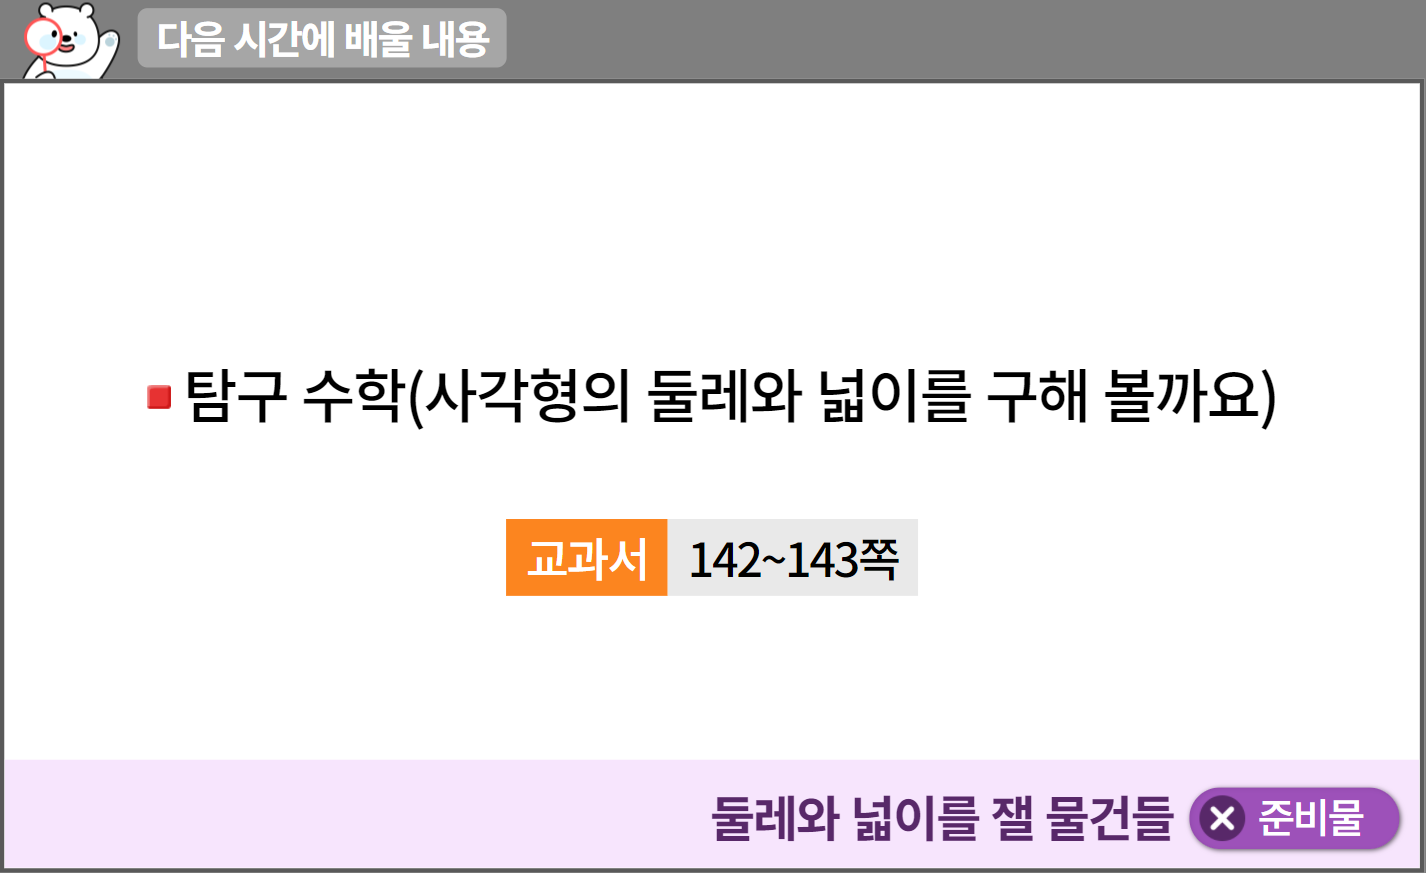 다음 시간에 배울 내용
탐구 수학(사각형의 둘레와 넓이를 구해 볼까요)
교과서 142~143쪽
둘레와 넓이를 잴 물건들 준비물